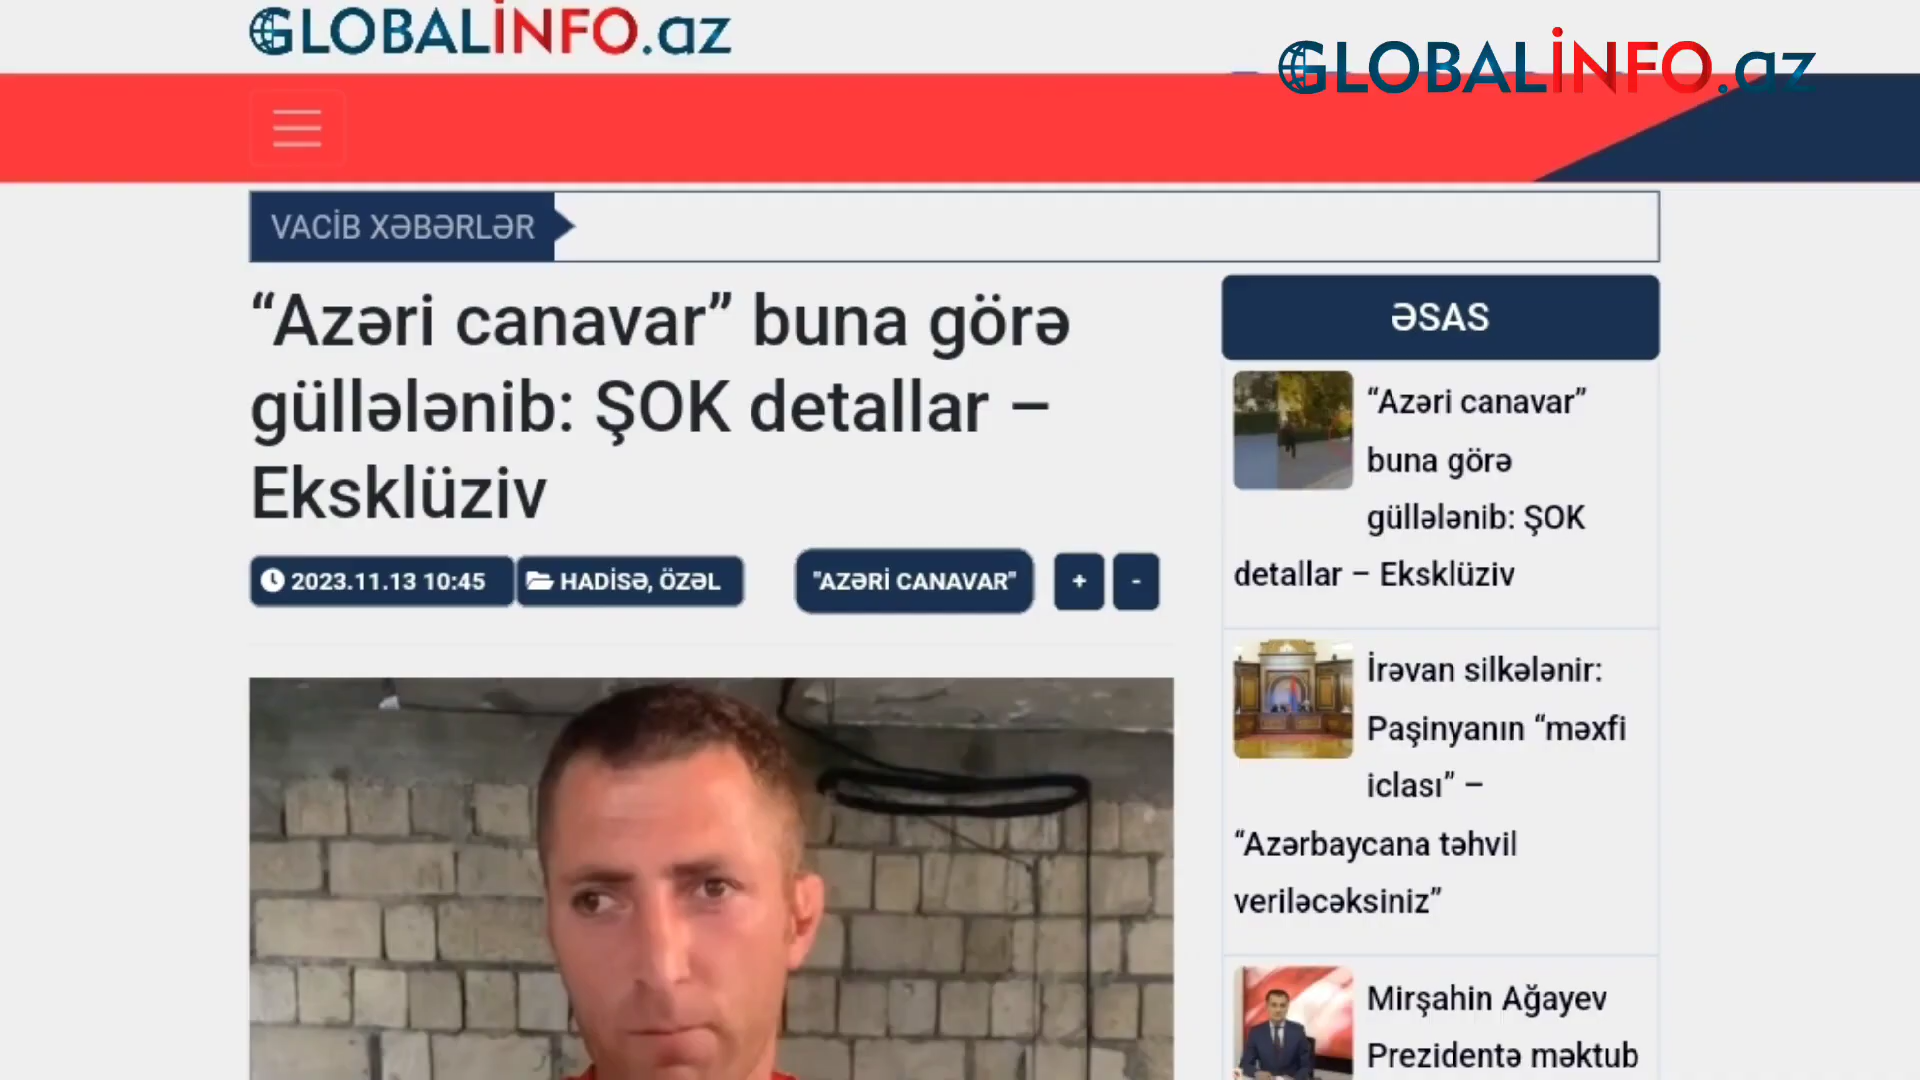 GLOBALİNFO.az
GLOBALİNFO.az
VACİB XƏBƏRLƏR
“Azəri canavar” buna görə
güllələnib: ŞOK detallar –
Eksklüziv
2023.11.13 10:45
HADİSƏ, ÖZƏL
"AZƏRİ CANAVAR"
+
-
ƏSAS
“Azəri canavar”
buna görə
güllələnib: ŞOK
detallar – Eksklüziv
İrəvan silkələnir:
Paşinyanın “məxfi
iclası” –
“Azərbaycana təhvil
veriləcəksiniz”
Mirşahin Ağayev
Prezidentə məktub